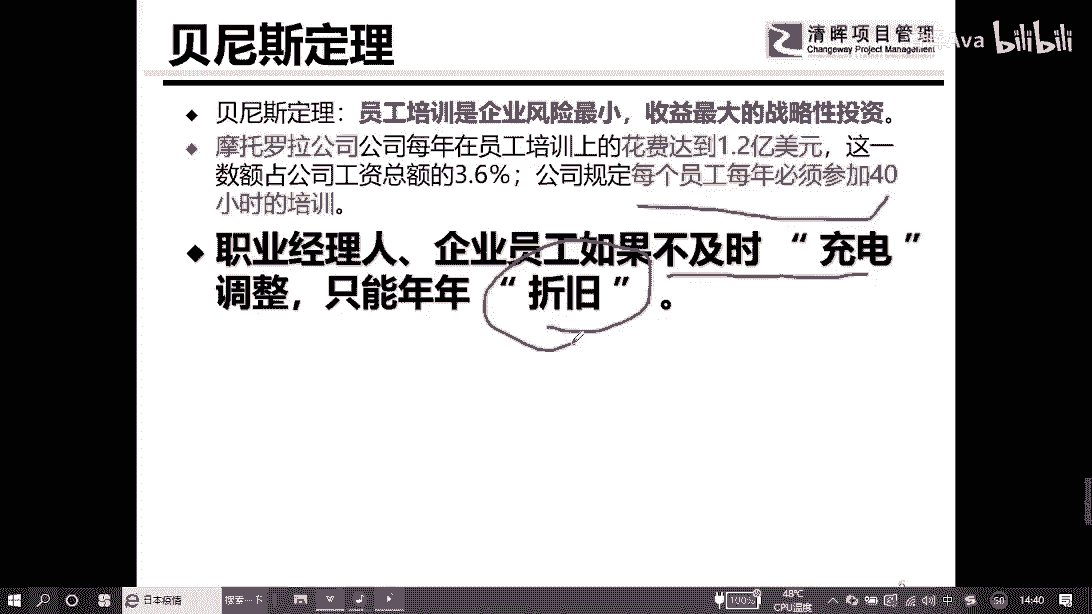 贝尼斯定理
清晖项目管理
Changeway Project Management
Ava bilibili
◆ 贝尼斯定理：员工培训是企业风险最小，收益最大的战略性投资。
◆ 摩托罗拉公司公司每年在员工培训上的花费达到1.2亿美元，这一
数额占公司工资总额的3.6%；公司规定每个员工每年必须参加40
小时的培训。
◆ 职业经理人、企业员工如果不及时“充电”
调整，只能年年“折旧”。
日本疫情
搜索一下
100%
48℃
CPU温度
中
50
14:40